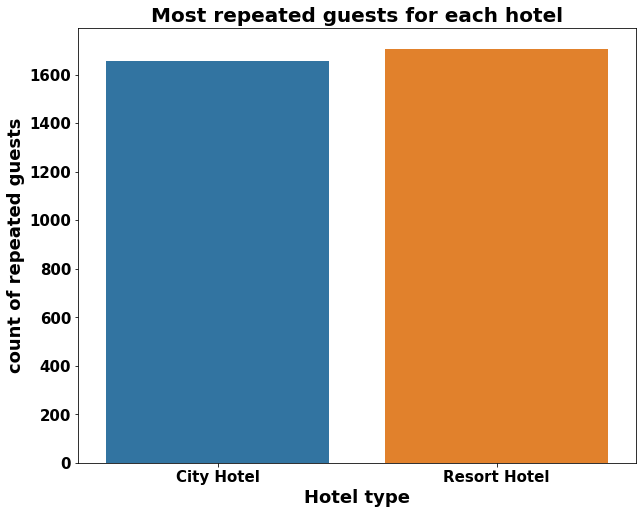 Most repeated guests for each hotel
count of repeated guests
1600
1400
1200
1000
800
600
400
200
0
City Hotel
Resort Hotel
Hotel type